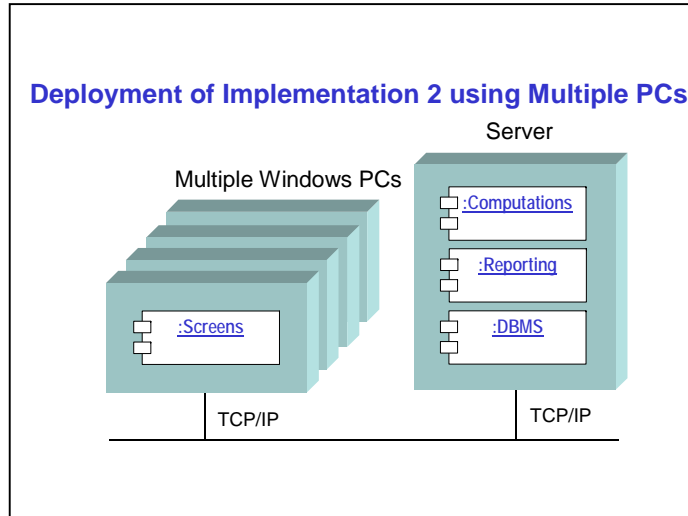 Deployment of Implementation 2 using Multiple PCs
Server
Multiple Windows PCs
:Computations
:Reporting
:Screens
:DBMS
TCP/IP
TCP/IP